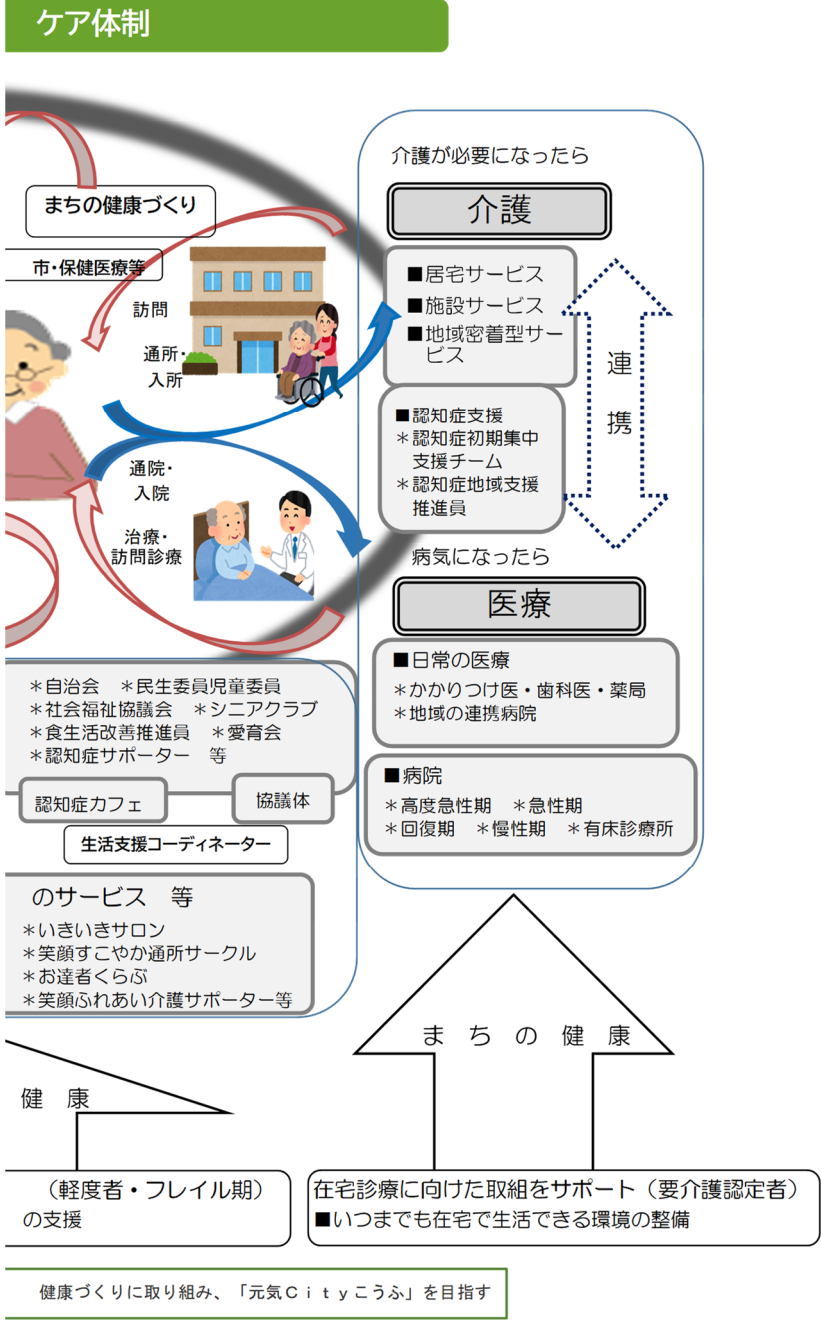 ケア体制
介護が必要になったら
まちの健康づくり
介護
市・保健医療等
■居宅サービス
■施設サービス
■地域密着型サー
ビス
訪問
通所・
入所
連
携
■認知症支援
＊認知症初期集中
支援チーム
＊認知症地域支援
推進員
通院・
入院
治療・
訪問診療
病気になったら
医療
■日常の医療
＊かかりつけ医・歯科医・薬局
＊地域の連携病院
＊自治会　＊民生委員児童委員
＊社会福祉協議会　＊シニアクラブ
＊食生活改善推進員　＊愛育会
＊認知症サポーター　等
■病院
＊高度急性期　＊急性期
＊回復期　＊慢性期　＊有床診療所
認知症カフェ
協議体
生活支援コーディネーター
のサービス　等
＊いきいきサロン
＊笑顔すこやか通所サークル
＊お達者くらぶ
＊笑顔ふれあい介護サポーター等
まちの健康
健康
（軽度者・フレイル期）
の支援
在宅診療に向けた取組をサポート（要介護認定者）
■いつまでも在宅で生活できる環境の整備
健康づくりに取り組み、「元気Ｃｉｔｙこうふ」を目指す